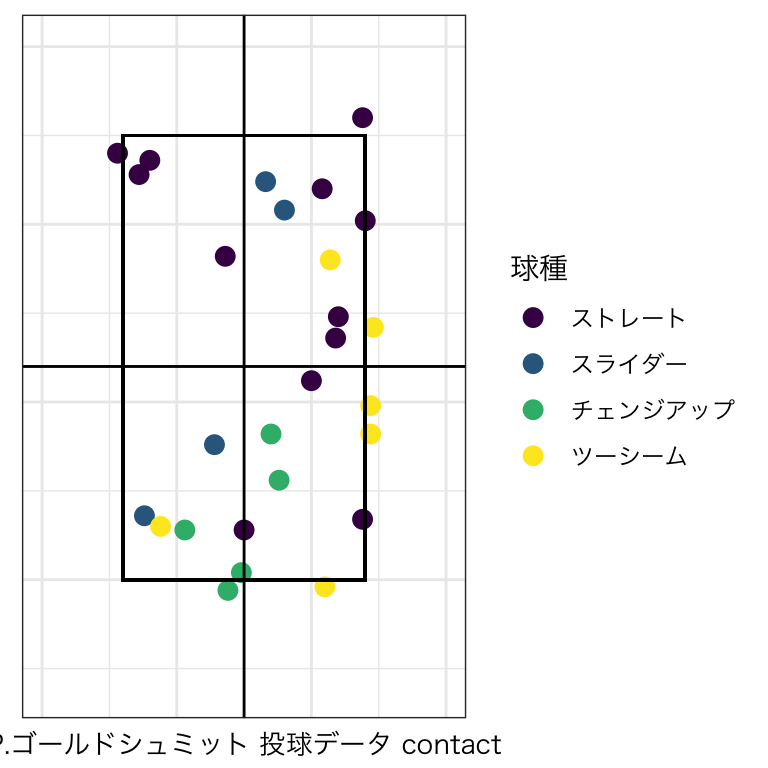 球種
ストレート
スライダー
チェンジアップ
ツーシーム
P.ゴールドシュミット 投球データ contact